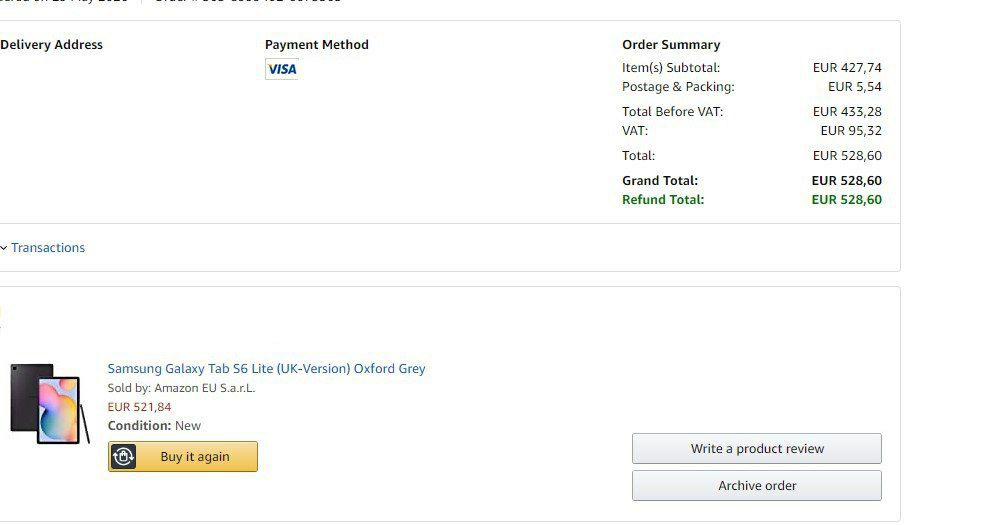 Delivery Address
Payment Method
VISA
Order Summary
Item(s) Subtotal: EUR 427,74
Postage & Packing: EUR 5,54
Total Before VAT: EUR 433,28
VAT: EUR 95,32
Total: EUR 528,60
Grand Total: EUR 528,60
Refund Total: EUR 528,60
Transactions
Samsung Galaxy Tab S6 Lite (UK-Version) Oxford Grey
Sold by: Amazon EU S.a.r.L.
EUR 521,84
Condition: New
Buy it again
Write a product review
Archive order